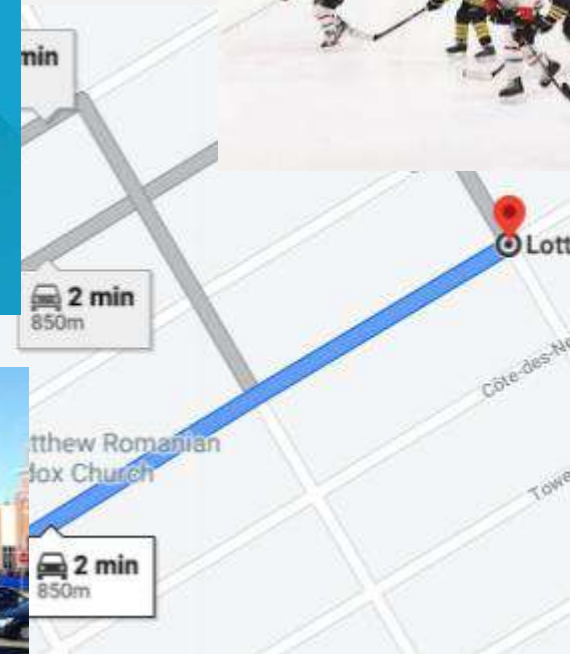 min
2 min
850m
Lott
Côte-des-Ne
tthew Romanian
dox Church
Towe
2 min
850m